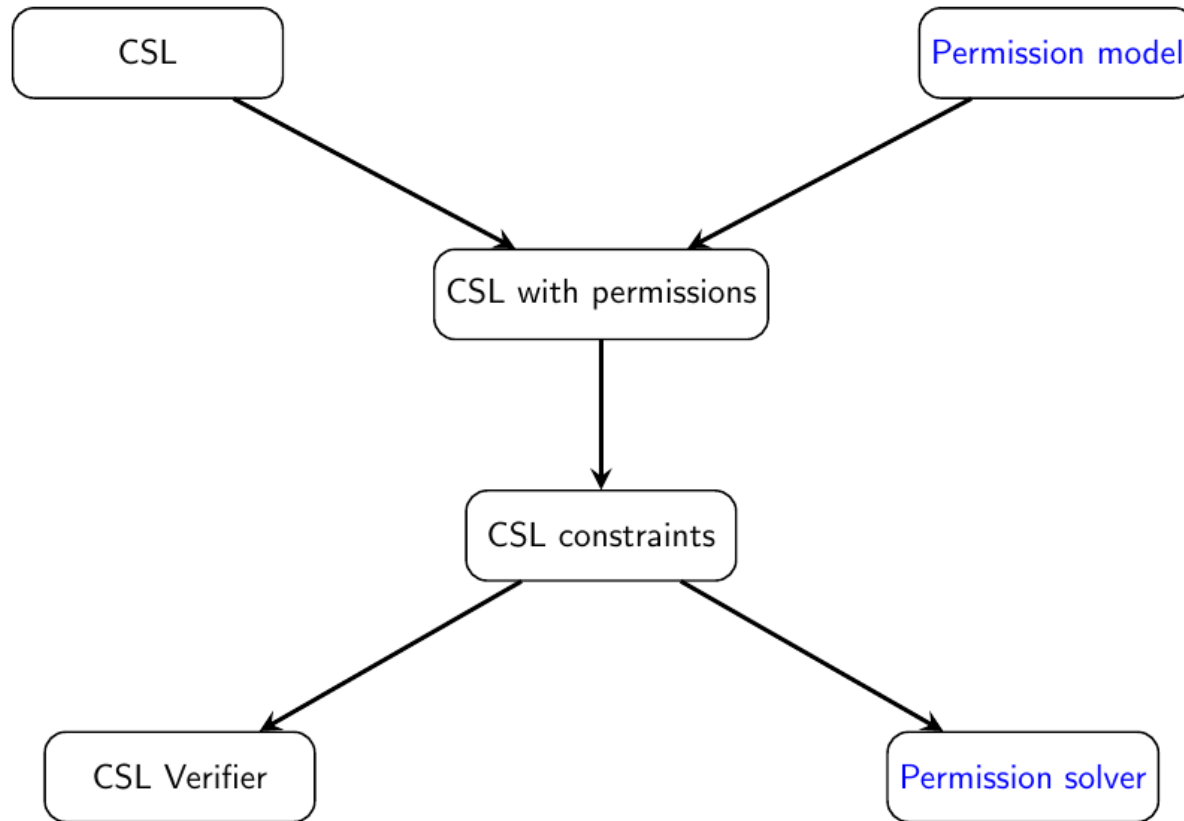 CSL
Permission model
CSL with permissions
CSL constraints
CSL Verifier
Permission solver